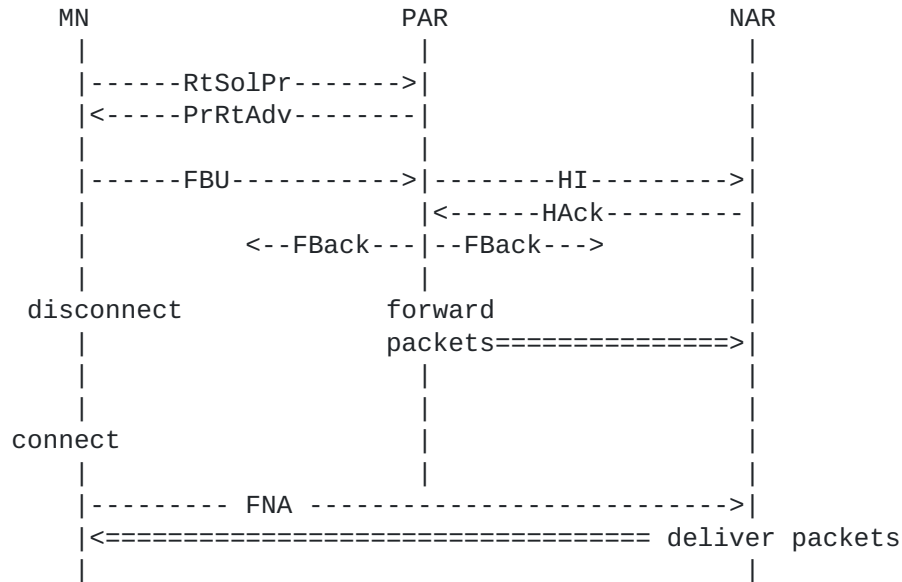 MN PAR NAR
|------RtSolPr------->|
|<-----PrRtAdv--------|
|------FBU----------->|--------HI--------->|
|<------HAck---------|
<--FBack---|--FBack--->
disconnect forward
packets===============>|
connect
|--------- FNA --------------------------->|
|<=================================== deliver packets